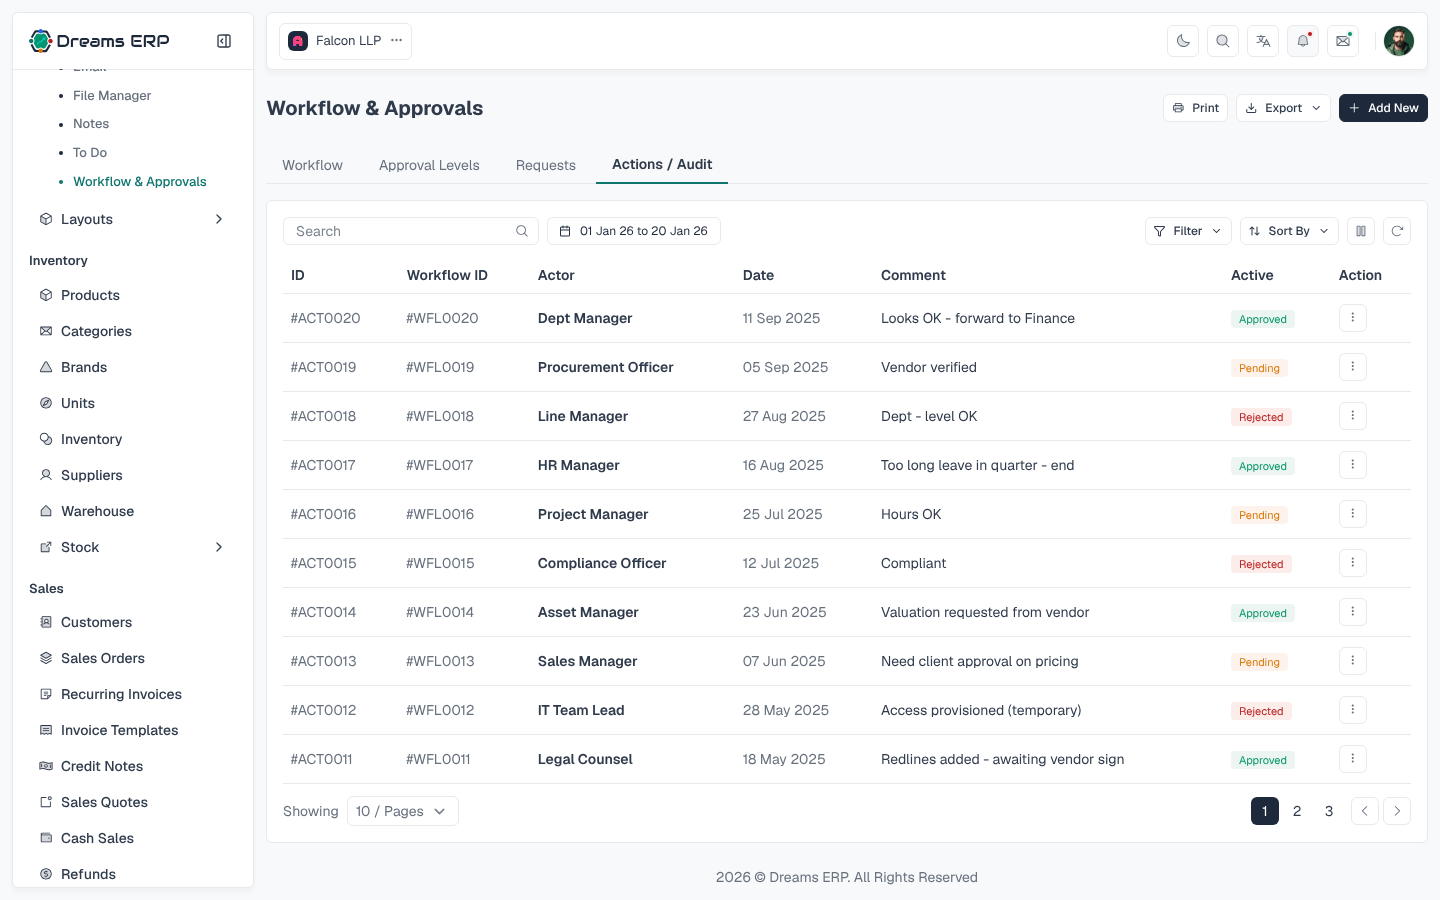 Dreams ERP
Falcon LLP
Email
File Manager
Notes
To Do
Workflow & Approvals
Layouts
Inventory
Products
Categories
Brands
Units
Inventory
Suppliers
Warehouse
Stock
Sales
Customers
Sales Orders
Recurring Invoices
Invoice Templates
Credit Notes
Sales Quotes
Cash Sales
Refunds
Workflow & Approvals
Print Export Add New
Workflow Approval Levels Requests Actions / Audit
Search 01 Jan 26 to 20 Jan 26 Filter Sort By
ID Workflow ID Actor Date Comment Active Action
#ACT0020 #WFL0020 Dept Manager 11 Sep 2025 Looks OK - forward to Finance Approved
#ACT0019 #WFL0019 Procurement Officer 05 Sep 2025 Vendor verified Pending
#ACT0018 #WFL0018 Line Manager 27 Aug 2025 Dept - level OK Rejected
#ACT0017 #WFL0017 HR Manager 16 Aug 2025 Too long leave in quarter - end Approved
#ACT0016 #WFL0016 Project Manager 25 Jul 2025 Hours OK Pending
#ACT0015 #WFL0015 Compliance Officer 12 Jul 2025 Compliant Rejected
#ACT0014 #WFL0014 Asset Manager 23 Jun 2025 Valuation requested from vendor Approved
#ACT0013 #WFL0013 Sales Manager 07 Jun 2025 Need client approval on pricing Pending
#ACT0012 #WFL0012 IT Team Lead 28 May 2025 Access provisioned (temporary) Rejected
#ACT0011 #WFL0011 Legal Counsel 18 May 2025 Redlines added - awaiting vendor sign Approved
Showing 10 / Pages 1 2 3
2026 © Dreams ERP. All Rights Reserved